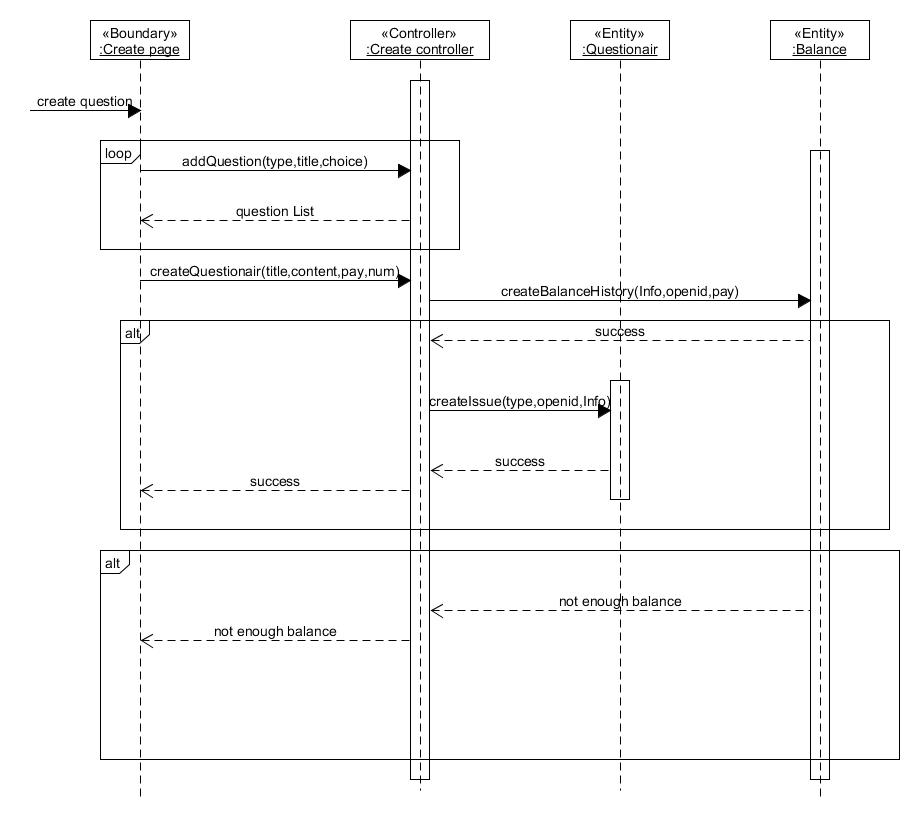 «Boundary»
:Create page
«Controller»
:Create controller
«Entity»
:Questionair
«Entity»
:Balance
create question
loop
addQuestion(type,title,choice)
question List
createQuestionair(title,content,pay,num)
createBalanceHistory(Info,openid,pay)
alt
success
createIssue(type,openid,Info)
success
success
alt
not enough balance
not enough balance